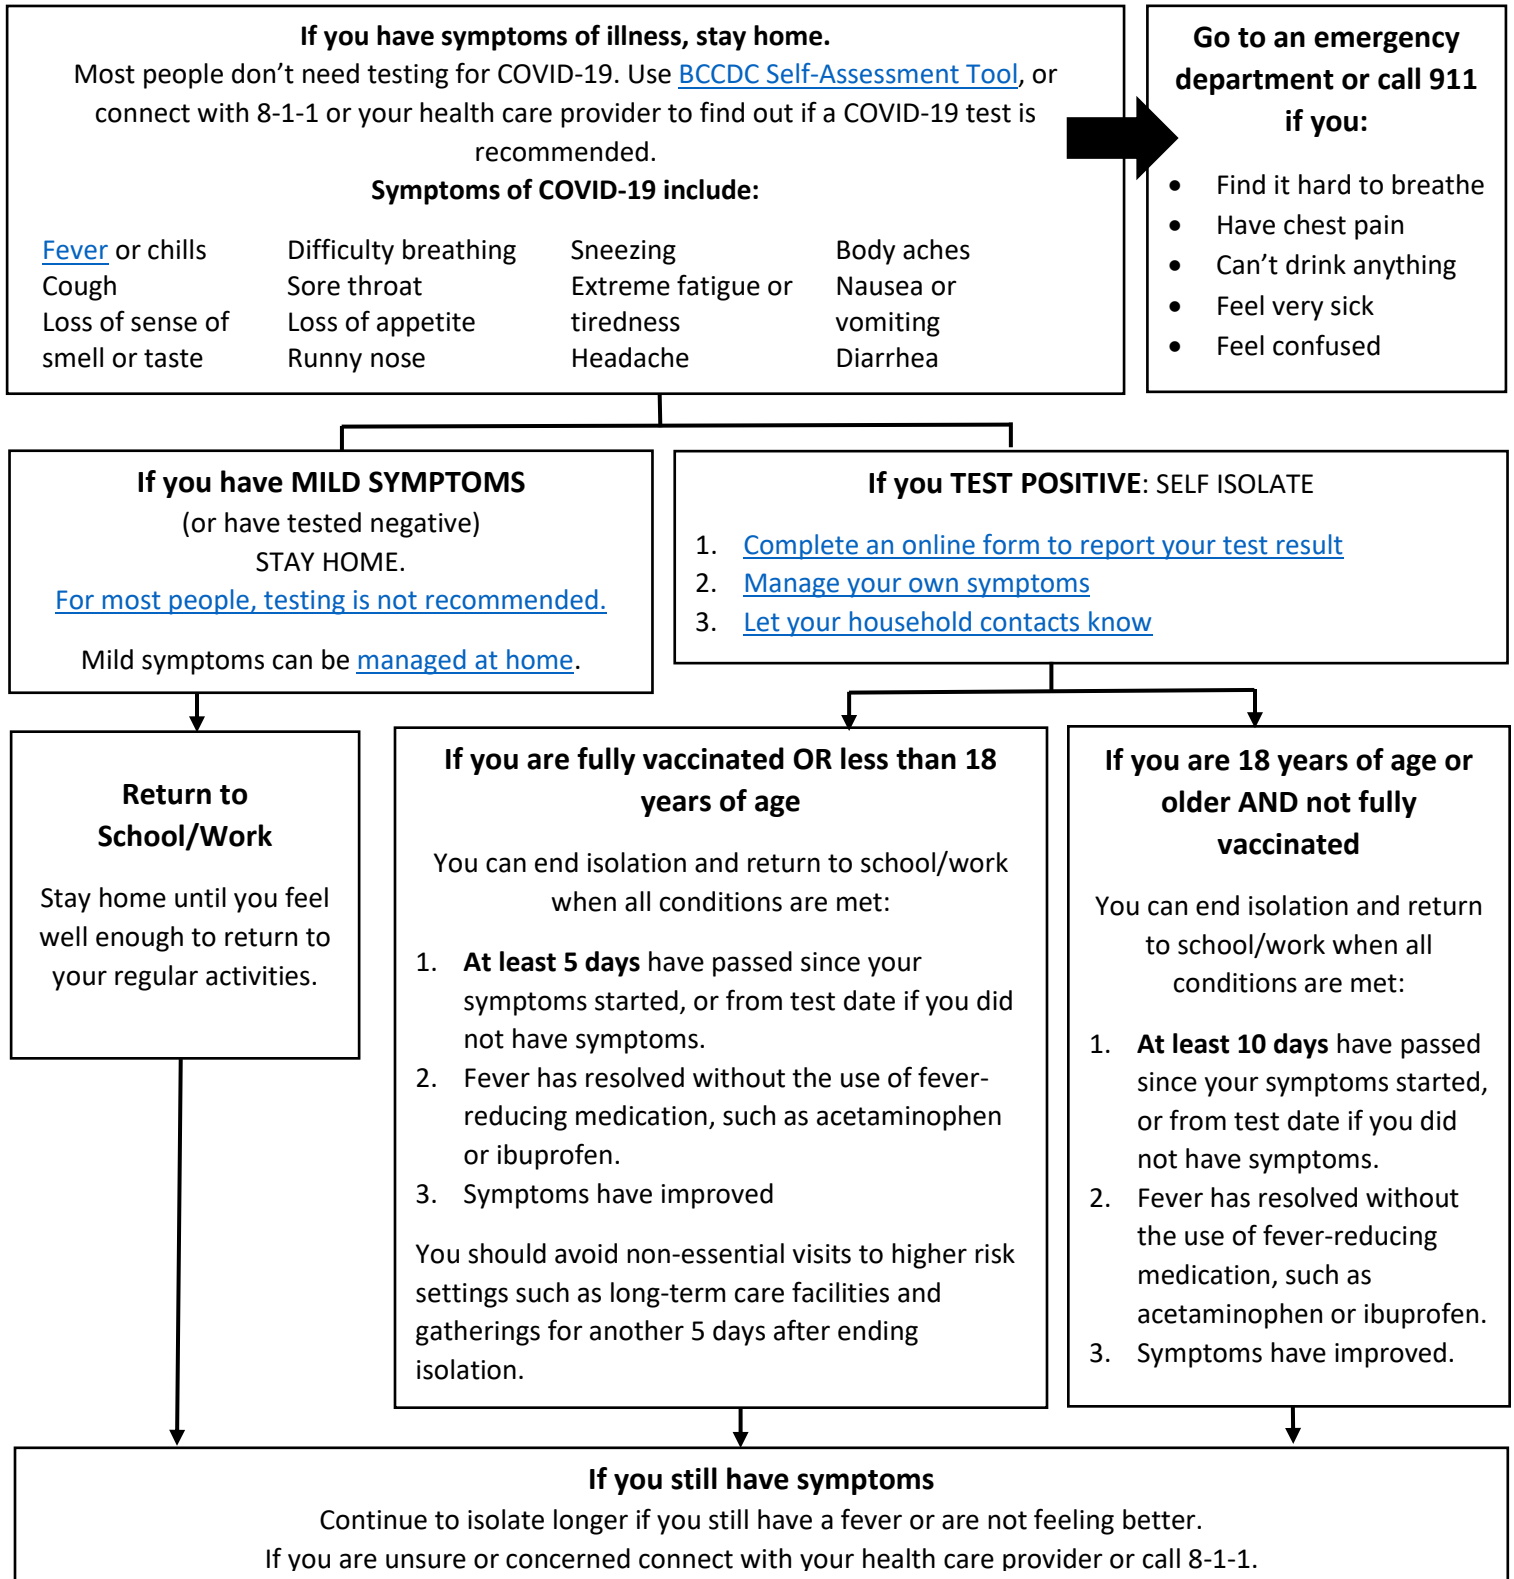 If you have symptoms of illness, stay home.
Most people don’t need testing for COVID-19. Use BCCDC Self-Assessment Tool, or
connect with 8-1-1 or your health care provider to find out if a COVID-19 test is
recommended.
Symptoms of COVID-19 include:
Fever or chills
Cough
Loss of sense of
smell or taste
Difficulty breathing
Sore throat
Loss of appetite
Runny nose
Sneezing
Extreme fatigue or
tiredness
Headache
Body aches
Nausea or
vomiting
Diarrhea
Go to an emergency
department or call 911
if you:
• Find it hard to breathe
• Have chest pain
• Can’t drink anything
• Feel very sick
• Feel confused
If you have MILD SYMPTOMS
(or have tested negative)
STAY HOME.
For most people, testing is not recommended.
Mild symptoms can be managed at home.
If you TEST POSITIVE: SELF ISOLATE
1. Complete an online form to report your test result
2. Manage your own symptoms
3. Let your household contacts know
Return to
School/Work
Stay home until you feel
well enough to return to
your regular activities.
If you are fully vaccinated OR less than 18
years of age
You can end isolation and return to school/work
when all conditions are met:
1. At least 5 days have passed since your
symptoms started, or from test date if you did
not have symptoms.
2. Fever has resolved without the use of fever-
reducing medication, such as acetaminophen
or ibuprofen.
3. Symptoms have improved
You should avoid non-essential visits to higher risk
settings such as long-term care facilities and
gatherings for another 5 days after ending
isolation.
If you are 18 years of age or
older AND not fully
vaccinated
You can end isolation and return
to school/work when all
conditions are met:
1. At least 10 days have passed
since your symptoms started,
or from test date if you did
not have symptoms.
2. Fever has resolved without
the use of fever-reducing
medication, such as
acetaminophen or ibuprofen.
3. Symptoms have improved.
If you still have symptoms
Continue to isolate longer if you still have a fever or are not feeling better.
If you are unsure or concerned connect with your health care provider or call 8-1-1.